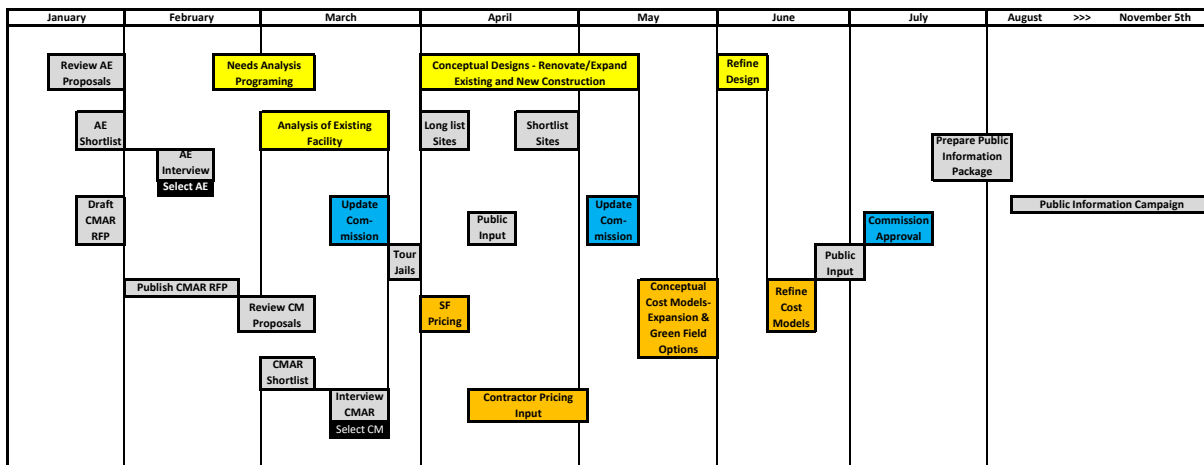 January February March April May June July August >>> November 5th
Review AE
Proposals
Needs Analysis
Programing
Conceptual Designs - Renovate/Expand
Existing and New Construction
Refine
Design
AE
Shortlist
Analysis of Existing
Facility
Long list
Sites
Shortlist
Sites
Prepare Public
Information
Package
AE
Interview
Select AE
Draft
CMAR
RFP
Update
Com-
mission
Public
Input
Update
Com-
mission
Commission
Approval
Public Information Campaign
Tour
Jails
Public
Input
Publish CMAR RFP
Review CM
Proposals
SF
Pricing
Conceptual
Cost Models-
Expansion &
Green Field
Options
Refine
Cost
Models
CMAR
Shortlist
Interview
CMAR
Select CM
Contractor Pricing
Input